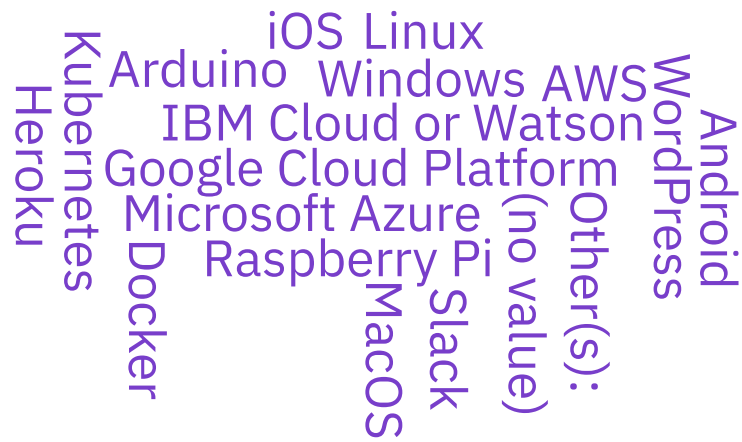 iOS
Linux
Arduino
Windows
AWS
IBM Cloud or Watson
Google Cloud Platform
Microsoft Azure
Raspberry Pi
Heroku
Kubernetes
Docker
MacOS
Slack
(no value)
Other(s):
WordPress
Android